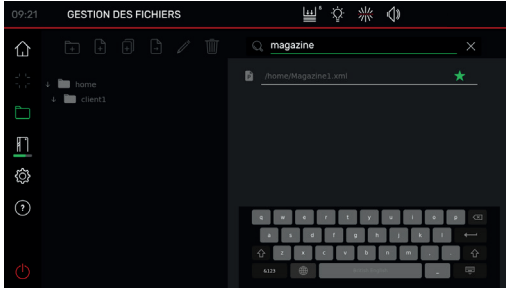 09:21 GESTION DES FICHIERS
magazine
/home/Magazine1.xml
home
client1
q w e r t y u i o p
a s d f g h j k l
z x c v b n m , .
&123 _
?